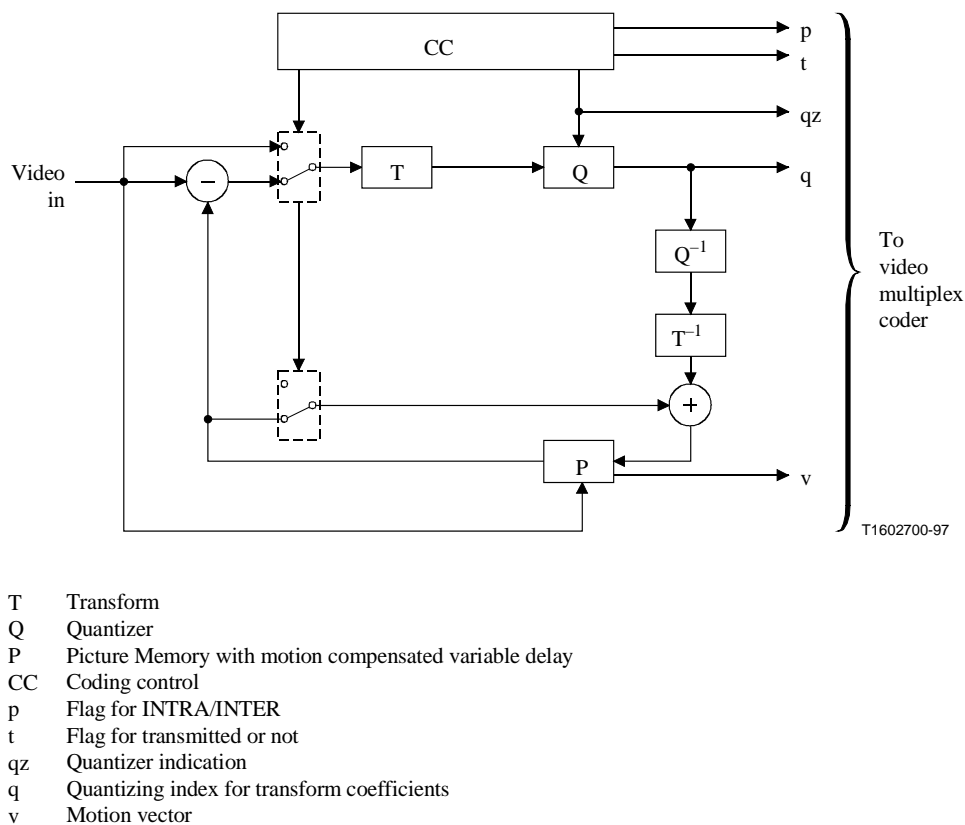 CC
p
t
qz
Video
in
−
T
Q
q
Q⁻¹
To
video
multiplex
coder
T⁻¹
+
P
v
T1602700-97
T Transform
Q Quantizer
P Picture Memory with motion compensated variable delay
CC Coding control
p Flag for INTRA/INTER
t Flag for transmitted or not
qz Quantizer indication
q Quantizing index for transform coefficients
v Motion vector